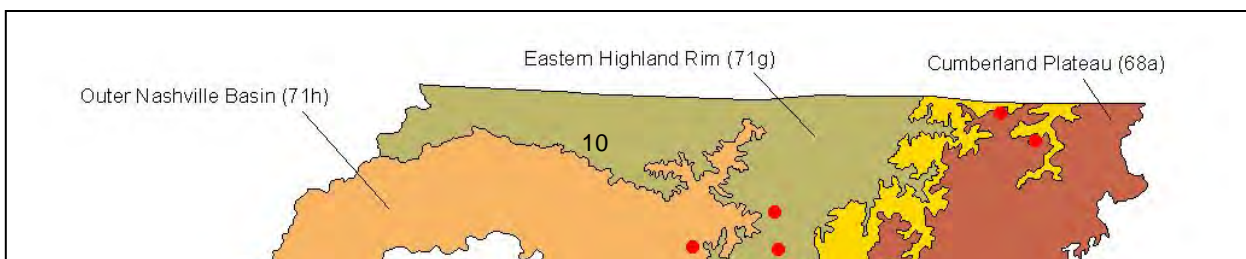 Eastern Highland Rim (71g)
Cumberland Plateau (68a)
Outer Nashville Basin (71h)
10